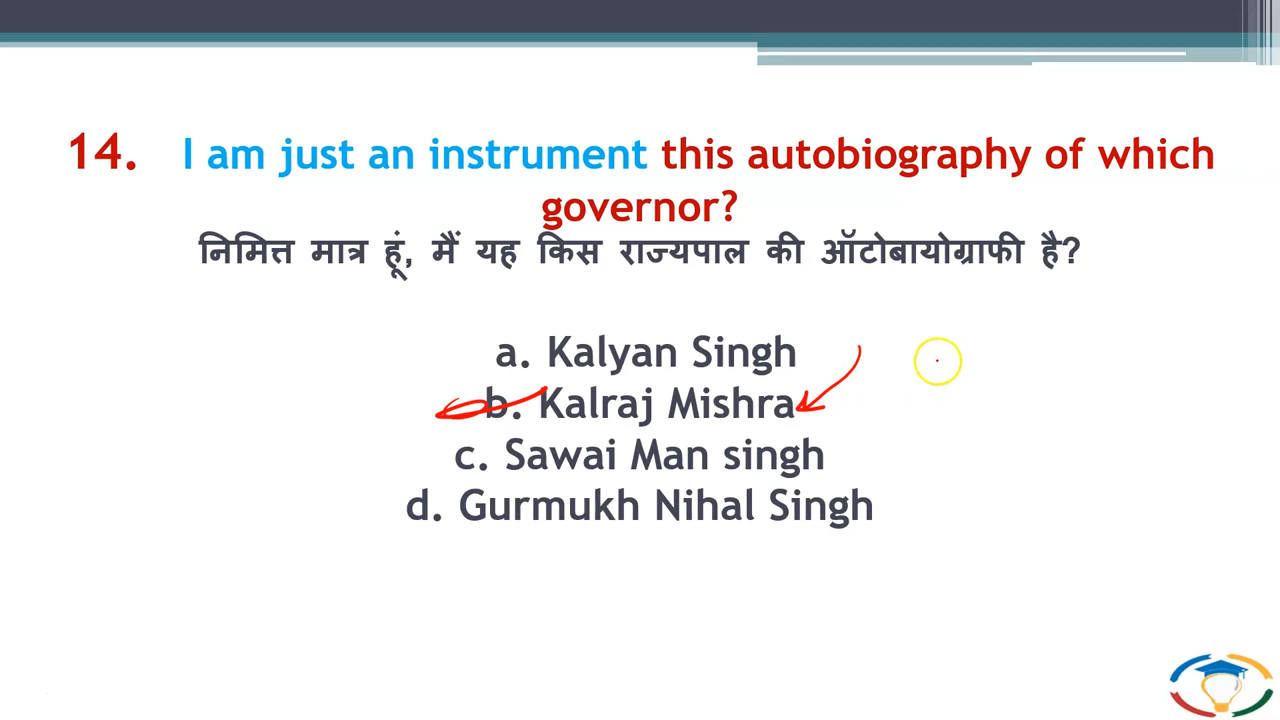 14. I am just an instrument this autobiography of which
governor?
निमित्त मात्र हूं, मैं यह किस राज्यपाल की ऑटोबायोग्राफी है?
a. Kalyan Singh
b. Kalraj Mishra
c. Sawai Man singh
d. Gurmukh Nihal Singh